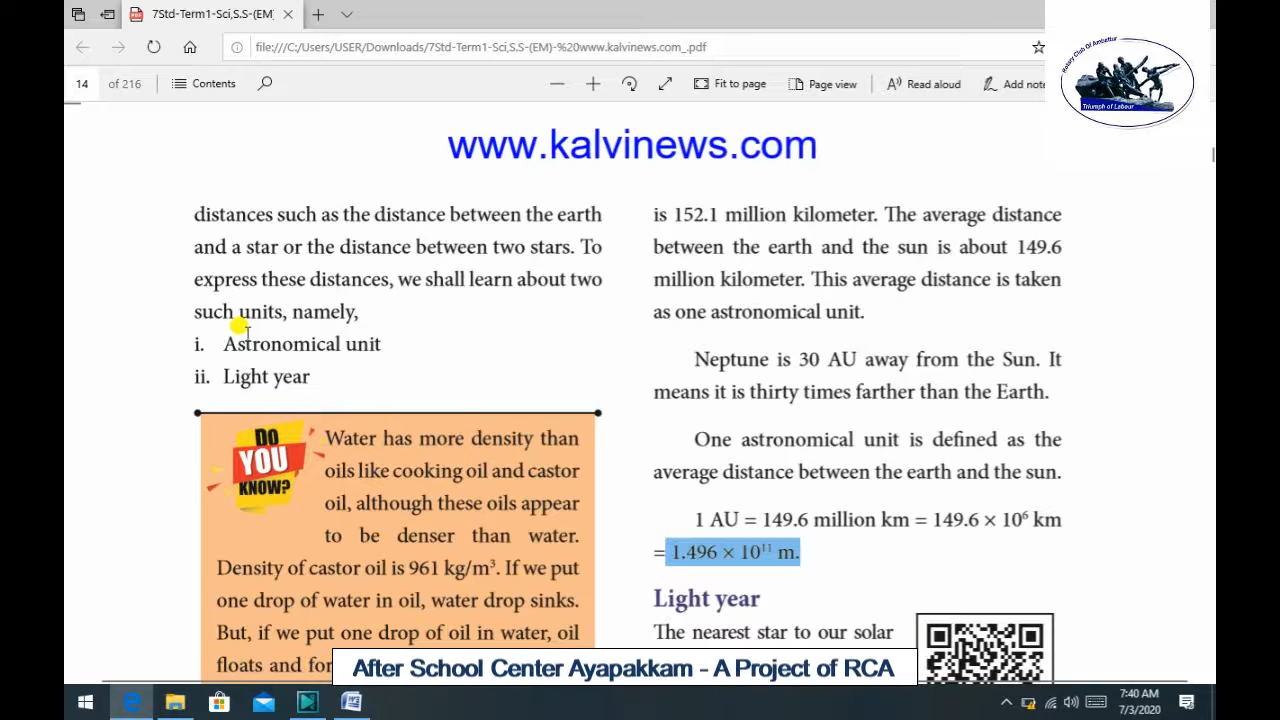 7Std-Term1-Sci,S.S-(EM)
file:///C:/Users/USER/Downloads/7Std-Term1-Sci,S.S-(EM)-%20www.kalvinews.com_.pdf
14 of 216 Contents Fit to page Page view Read aloud Add note
Rotary Club Of Ambattur
Triumph of Labour
www.kalvinews.com
distances such as the distance between the earth
and a star or the distance between two stars. To
express these distances, we shall learn about two
such units, namely,
i. Astronomical unit
ii. Light year
DO
YOU
KNOW?
Water has more density than
oils like cooking oil and castor
oil, although these oils appear
to be denser than water.
Density of castor oil is 961 kg/m³. If we put
one drop of water in oil, water drop sinks.
But, if we put one drop of oil in water, oil
floats and for
is 152.1 million kilometer. The average distance
between the earth and the sun is about 149.6
million kilometer. This average distance is taken
as one astronomical unit.
Neptune is 30 AU away from the Sun. It
means it is thirty times farther than the Earth.
One astronomical unit is defined as the
average distance between the earth and the sun.
1 AU = 149.6 million km = 149.6 × 10⁶ km
= 1.496 × 10¹¹ m.
Light year
The nearest star to our solar
After School Center Ayapakkam - A Project of RCA
7:40 AM
7/3/2020